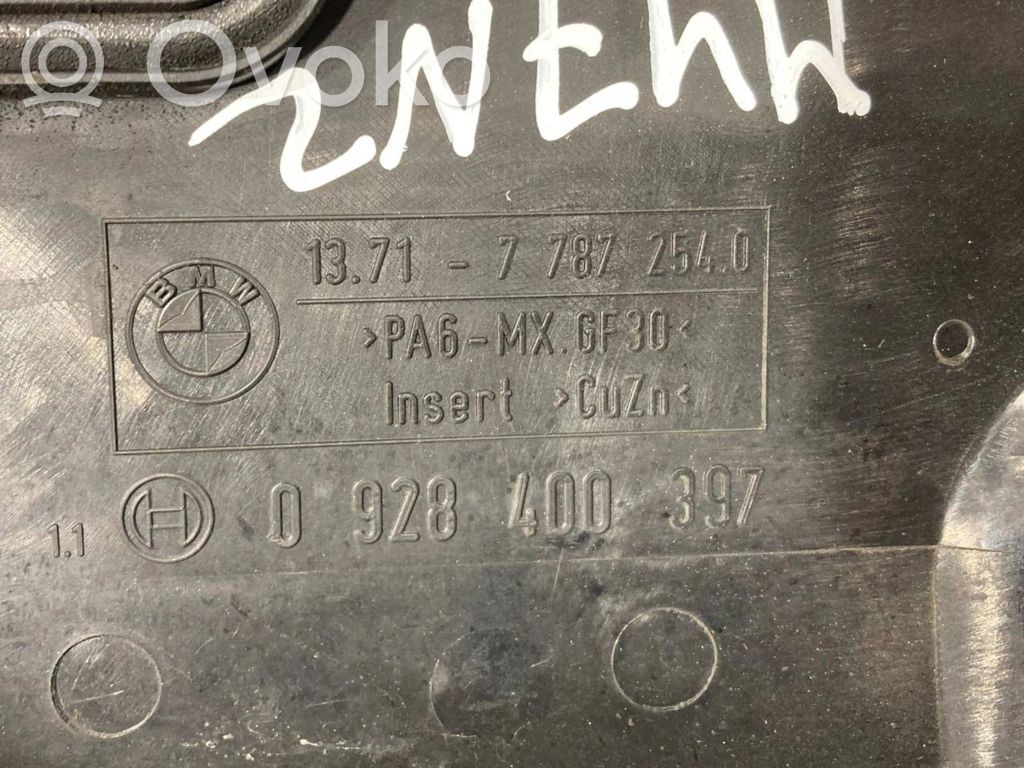 Ovoko
M47N2
13.71 - 7 787 254.0
BMW
>PA6-MX.GF30<
Insert >CuZn<
1.1 0 928 400 397